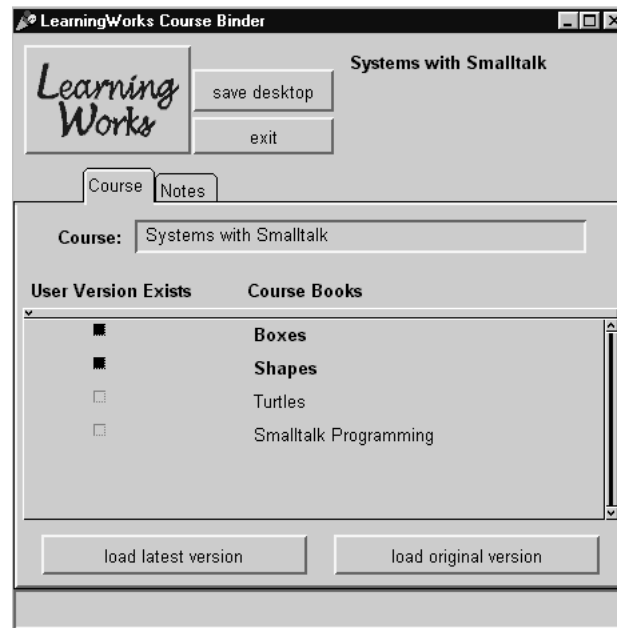 LearningWorks Course Binder
Learning
Works
save desktop
exit
Systems with Smalltalk
Course
Notes
Course: Systems with Smalltalk
User Version Exists Course Books
Boxes
Shapes
Turtles
Smalltalk Programming
load latest version load original version